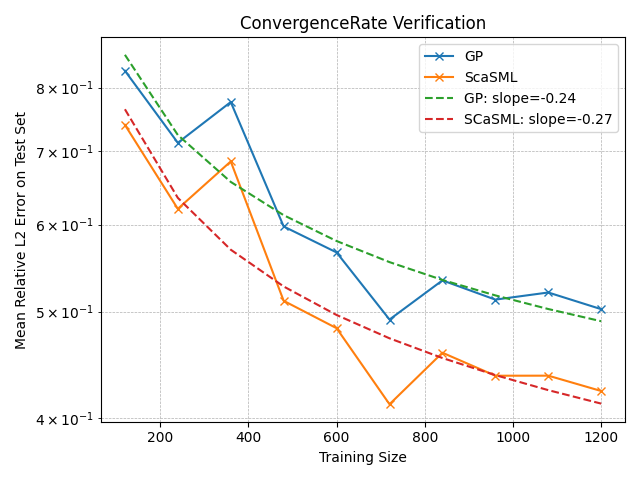 ConvergenceRate Verification
GP
ScaSML
GP: slope=-0.24
SCaSML: slope=-0.27
Mean Relative L2 Error on Test Set
8 × 10⁻¹
7 × 10⁻¹
6 × 10⁻¹
5 × 10⁻¹
4 × 10⁻¹
200 400 600 800 1000 1200
Training Size